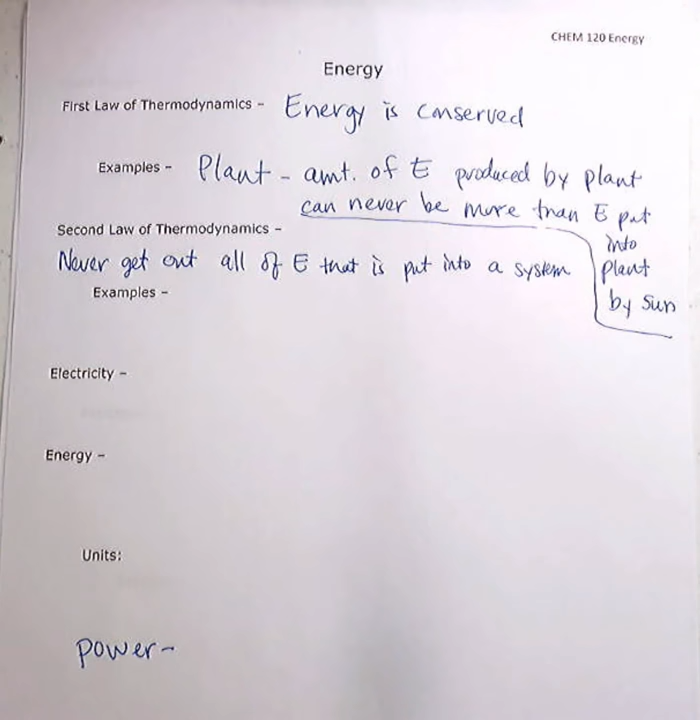 CHEM 120 Energy
Energy
First Law of Thermodynamics – Energy is conserved
Examples – Plant – amt. of E produced by plant
can never be more than E put
into
plant
by sun
Second Law of Thermodynamics –
Never get out all of E that is put into a system
Examples –
Electricity –
Energy –
Units:
power –